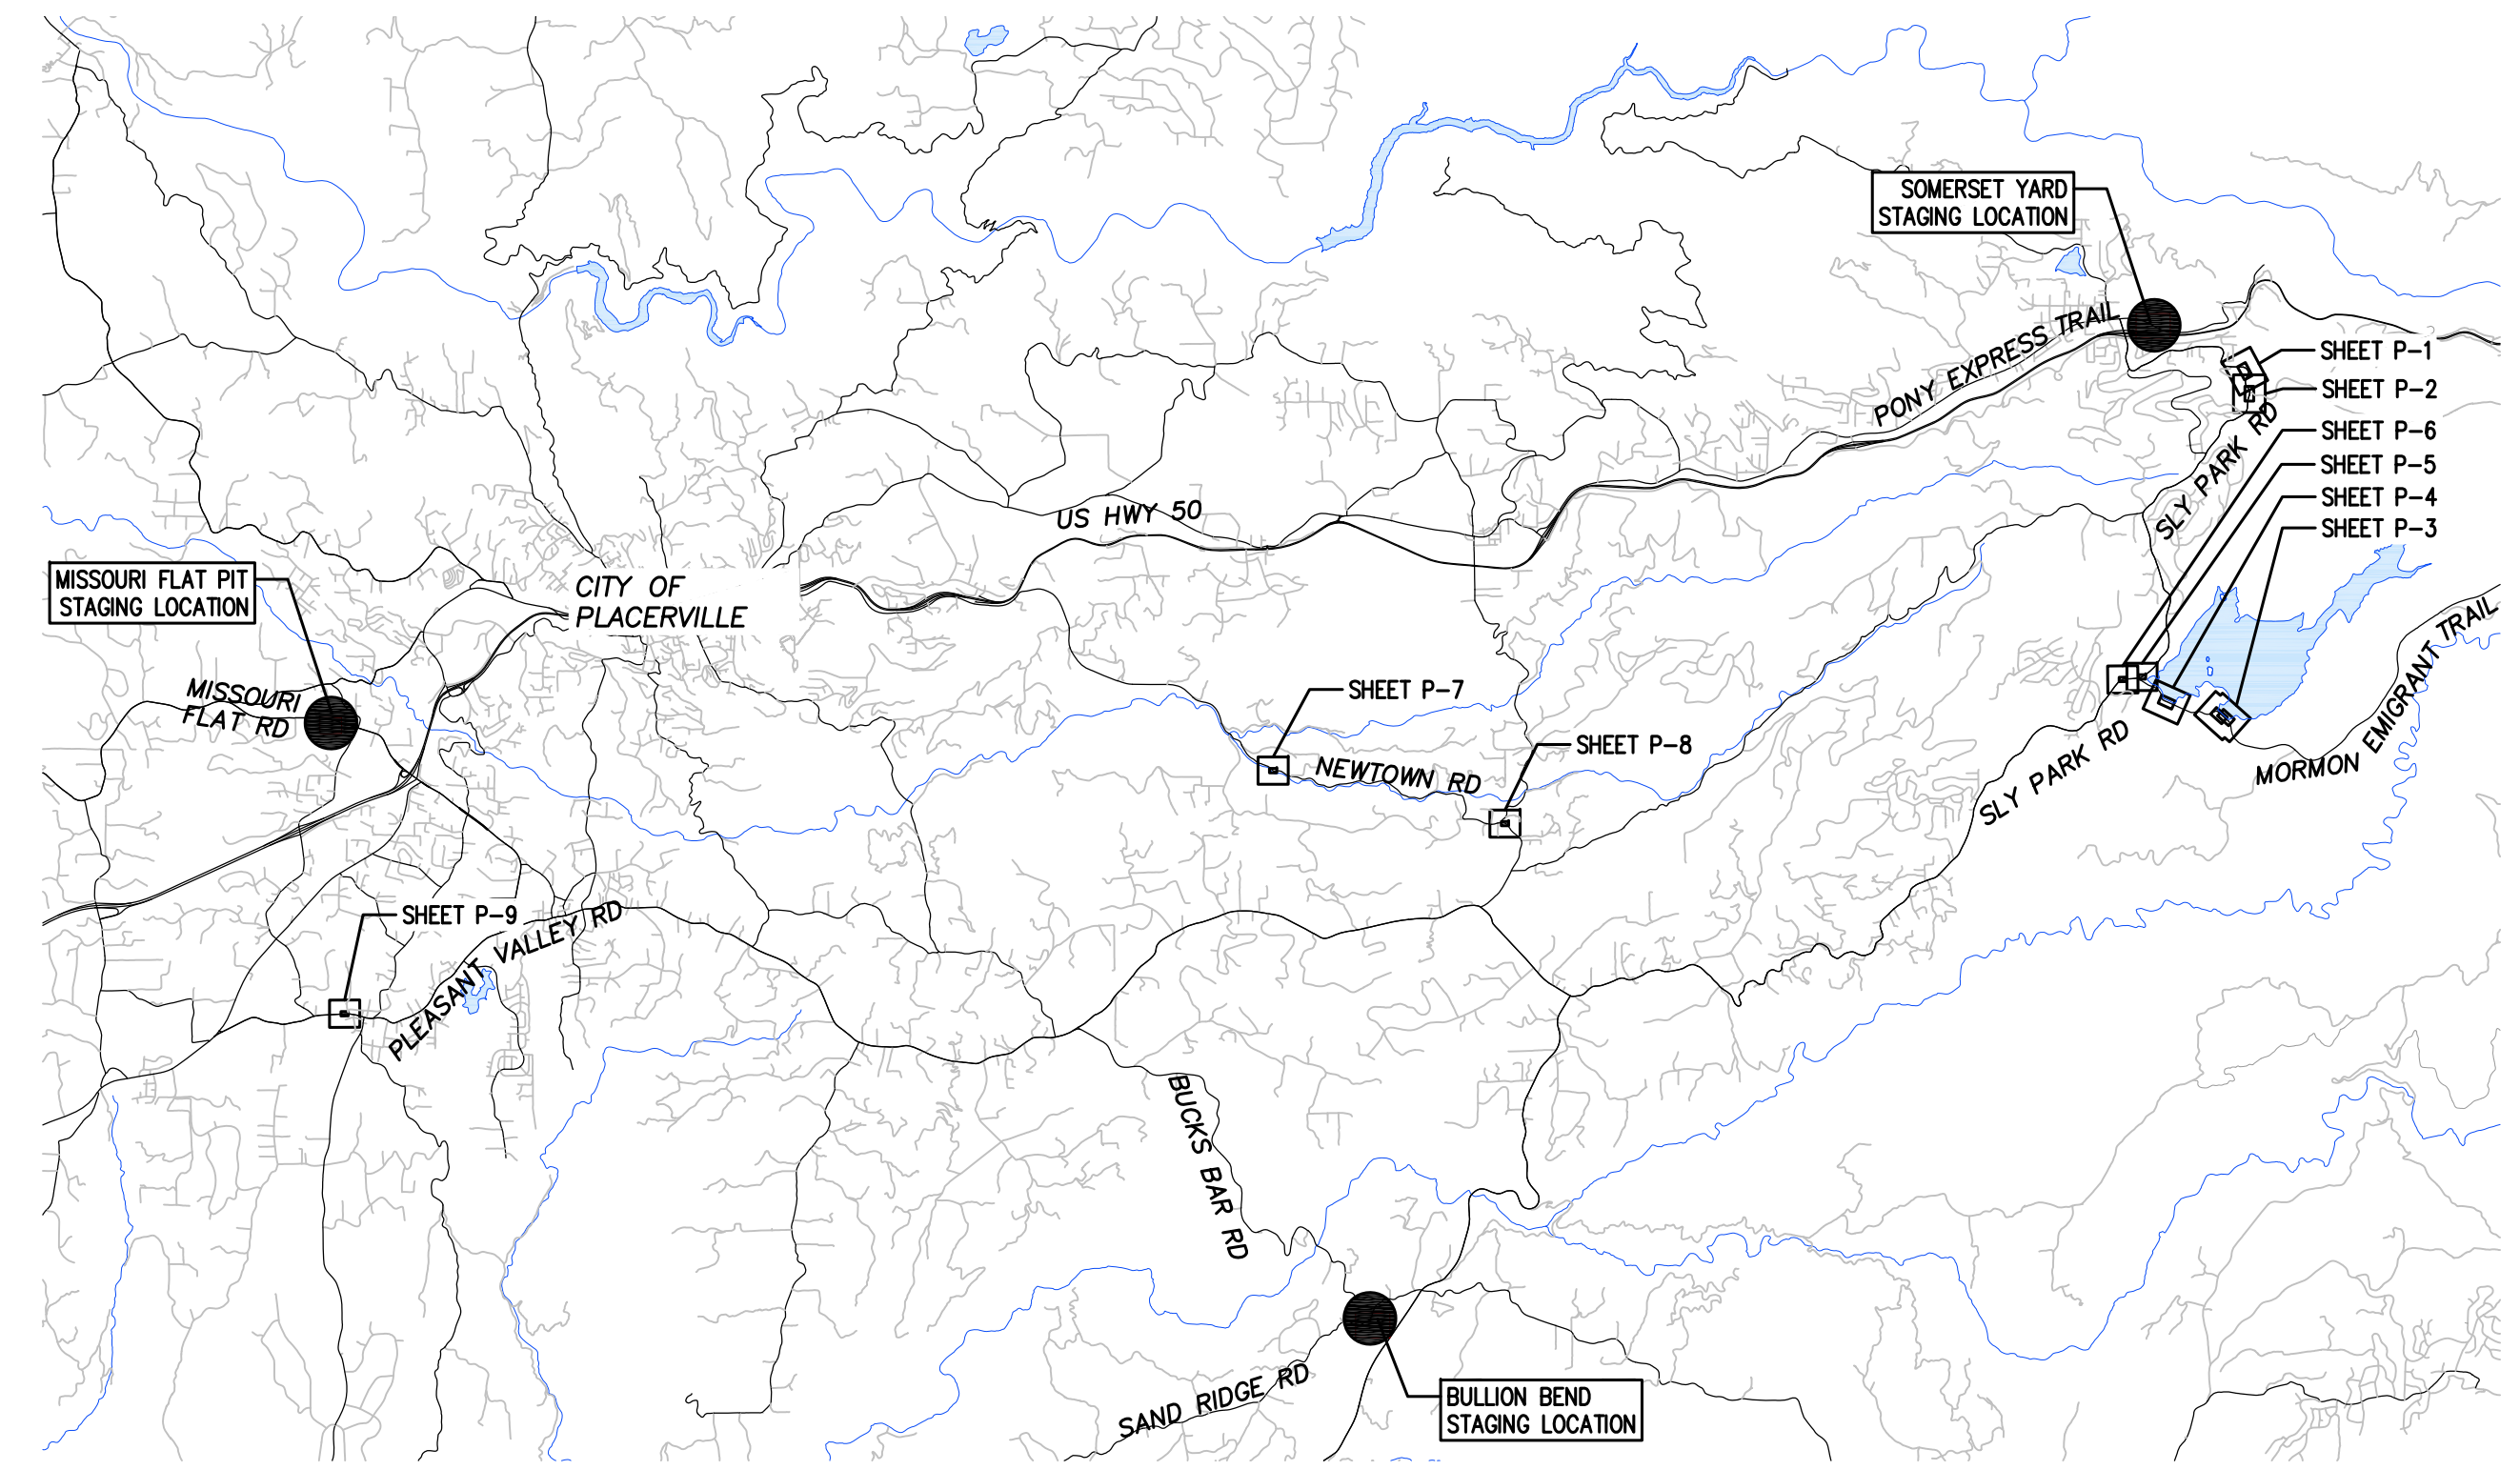 SOMERSET YARD
STAGING LOCATION
PONY EXPRESS TRAIL
SHEET P-1
SHEET P-2
SHEET P-6
SHEET P-5
SHEET P-4
SHEET P-3
SLY PARK RD
US HWY 50
CITY OF
PLACERVILLE
MISSOURI FLAT PIT
STAGING LOCATION
MISSOURI
FLAT RD
SHEET P-7
SHEET P-8
NEWTOWN RD
SLY PARK RD
MORMON EMIGRANT TRAIL
SHEET P-9
PLEASANT VALLEY RD
BUCKS BAR RD
SAND RIDGE RD
BULLION BEND
STAGING LOCATION